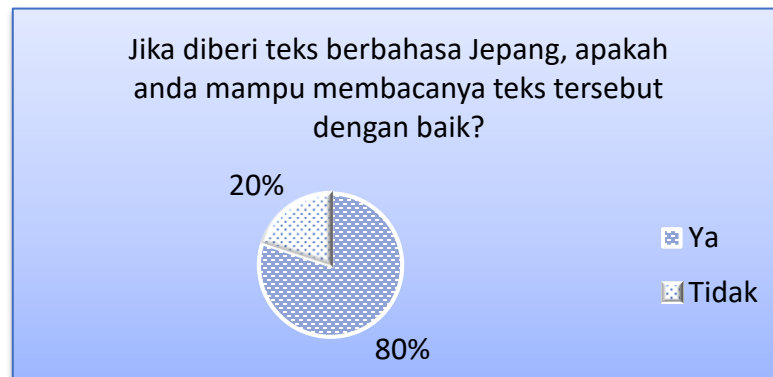 Jika diberi teks berbahasa Jepang, apakah
anda mampu membacanya teks tersebut
dengan baik?
20%
Ya
Tidak
80%